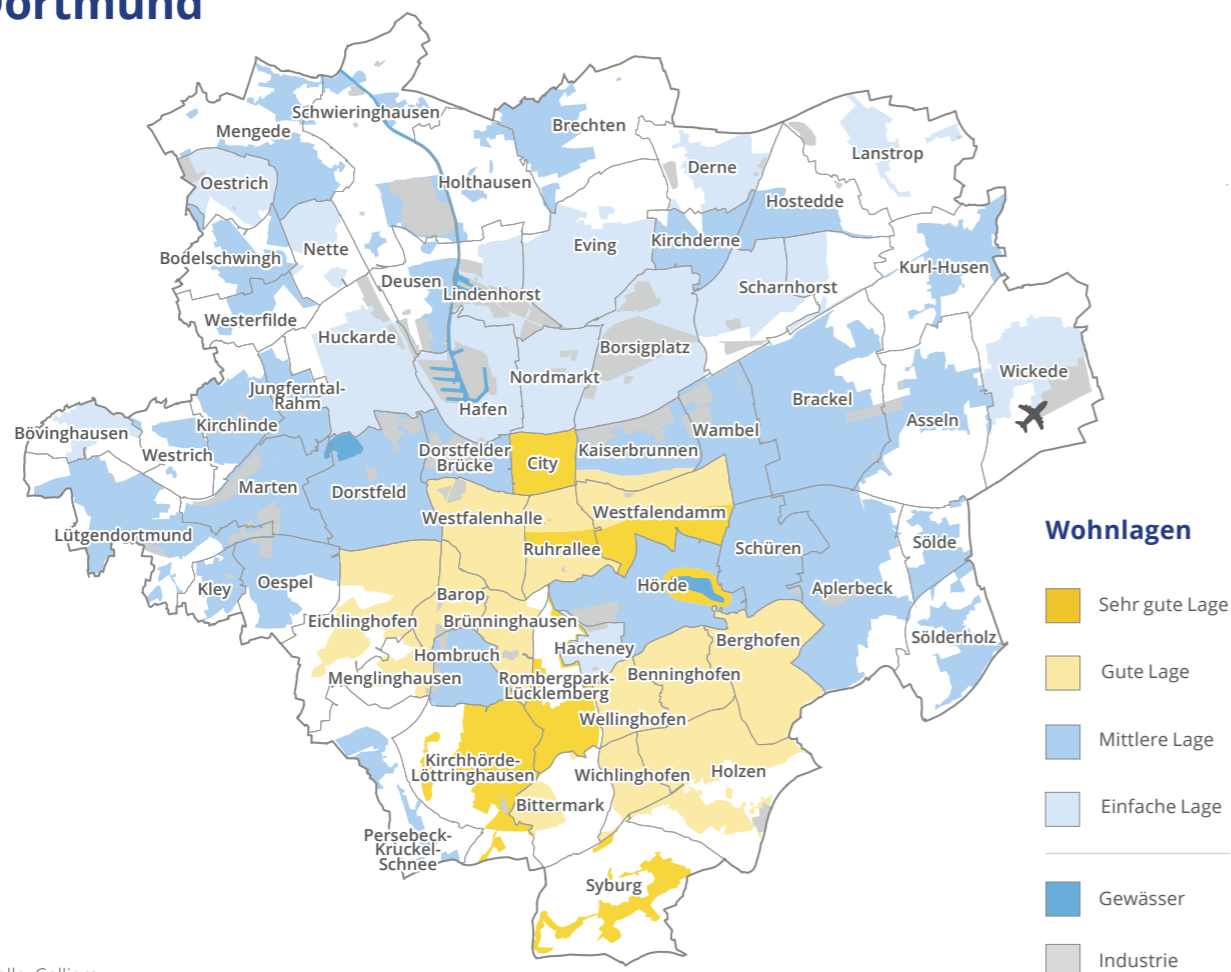 Dortmund
Schwieringhausen
Mengede
Brechten
Lanstrop
Derne
Oestrich
Holthausen
Hostedde
Eving
Kirchderne
Nette
Bodelschwingh
Kurl-Husen
Deusen
Lindenhorst
Scharnhorst
Westerfilde
Huckarde
Borsigplatz
Nordmarkt
Wickede
Jungferntal-
Rahm
Brackel
Hafen
Asseln
Kirchlinde
Bövinghausen
Wambel
Westrich
Dorstfelder
Brücke
City
Kaiserbrunnen
Marten
Dorstfeld
Westfalenhalle
Westfalendamm
Lütgendortmund
Ruhrallee
Schüren
Sölde
Kley
Oespel
Hörde
Aplerbeck
Barop
Eichlinghofen
Brünninghausen
Berghofen
Sölderholz
Hacheney
Hombruch
Menglinghausen
Rombergpark-
Lücklemberg
Benninghofen
Wellinghofen
Kirchhörde-
Löttringhausen
Wichlinghofen
Holzen
Bittermark
Persebeck-
Kruckel-
Schnee
Syburg
Wohnlagen
Sehr gute Lage
Gute Lage
Mittlere Lage
Einfache Lage
Gewässer
Industrie